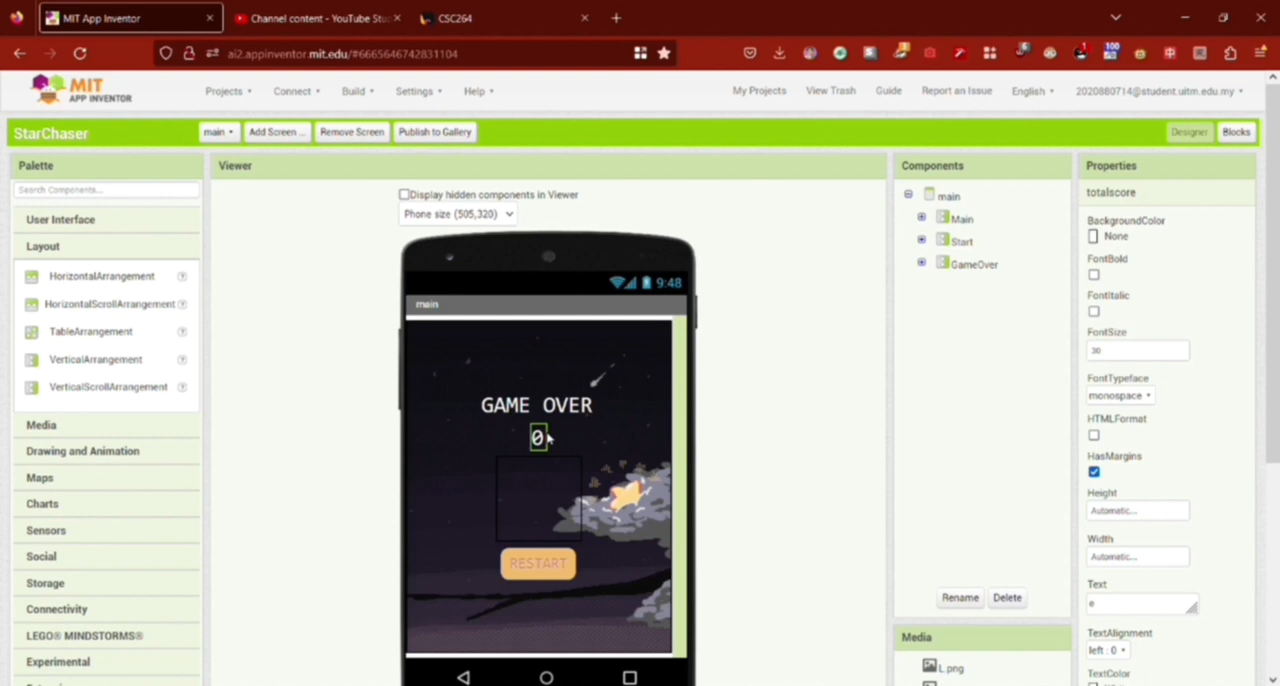 MIT App Inventor
Channel content - YouTube Stu
CSC264
ai2.appinventor.mit.edu/#6665646742831104
100
MIT
APP INVENTOR
Projects
Connect
Build
Settings
Help
My Projects
View Trash
Guide
Report an Issue
English
2020880714@student.uitm.edu.my
StarChaser
main
Add Screen ...
Remove Screen
Publish to Gallery
Designer
Blocks
Palette
Search Components...
User Interface
Layout
HorizontalArrangement
HorizontalScrollArrangement
TableArrangement
VerticalArrangement
VerticalScrollArrangement
Media
Drawing and Animation
Maps
Charts
Sensors
Social
Storage
Connectivity
LEGO® MINDSTORMS®
Experimental
Viewer
Display hidden components in Viewer
Phone size (505,320)
9:48
main
GAME OVER
0
RESTART
Components
main
Main
Start
GameOver
Rename
Delete
Media
L.png
Properties
totalscore
BackgroundColor
None
FontBold
FontItalic
FontSize
30
FontTypeface
monospace
HTMLFormat
HasMargins
Height
Automatic...
Width
Automatic...
Text
TextAlignment
left : 0
TextColor